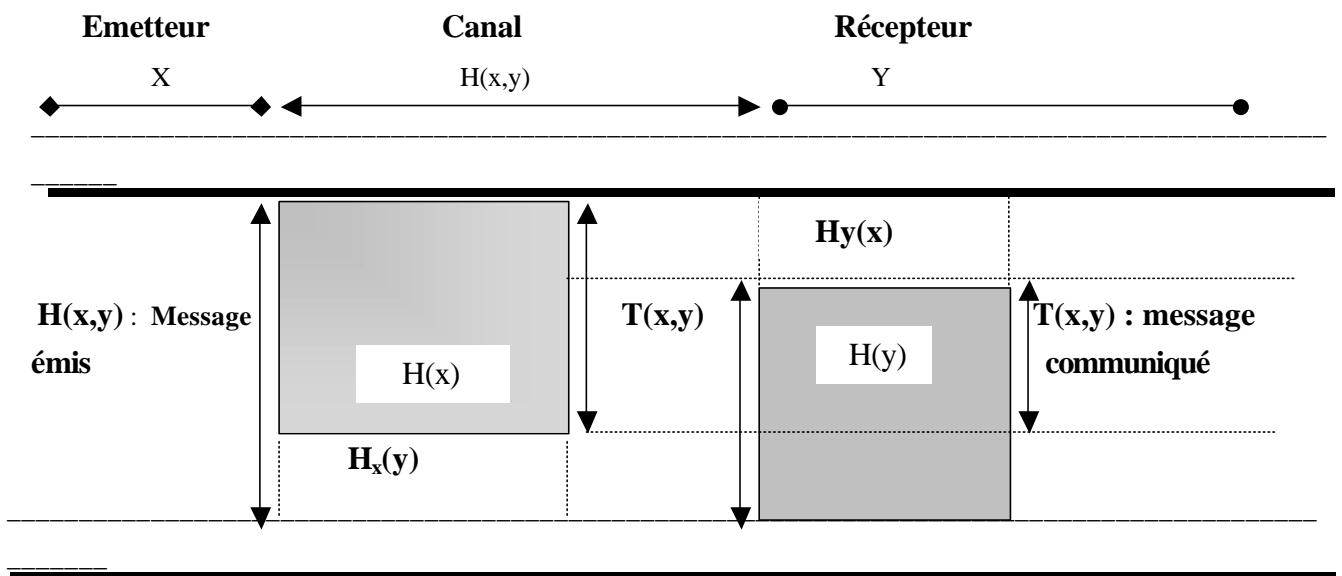 Emetteur Canal Récepteur
X H(x,y) Y
Hy(x)
H(x,y) : Message émis
T(x,y)
T(x,y) : message communiqué
H(x)
H(y)
Hx(y)